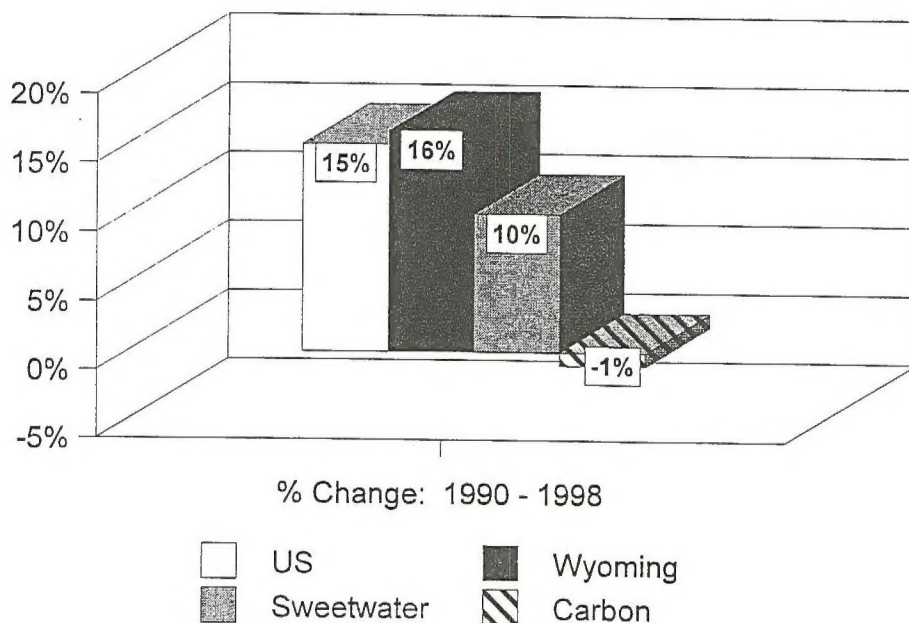 20%
15%
10%
5%
0%
-5%
15%
16%
10%
-1%
% Change: 1990 - 1998
US
Wyoming
Sweetwater
Carbon